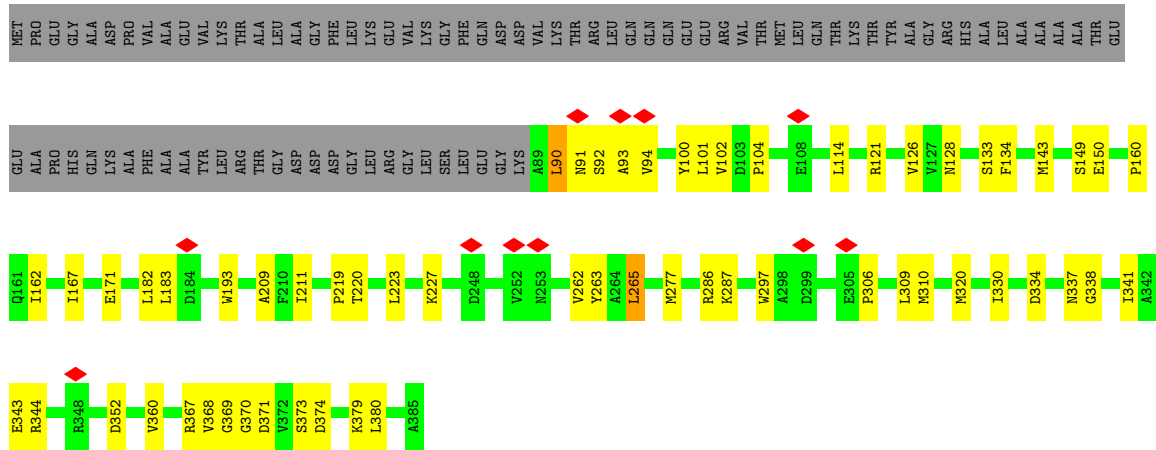 MET PRO GLU GLY ALA ASP PRO VAL ALA GLU VAL LYS THR ALA LEU ALA ALA GLY PHE LEU LYS GLU VAL LYS GLY PHE GLN ASP ASP VAL LYS THR ARG LEU GLN GLN GLN GLU GLU ARG VAL THR MET LEU GLN THR LYS THR TYR ALA GLY ARG HIS ALA LEU ALA ALA ALA ALA THR GLU
GLU ALA PRO HIS GLN LYS ALA PHE ALA ALA TYR LEU ARG THR GLY ASP ASP ASP GLY LEU ARG GLY LEU SER LEU GLU GLY LYS A89 L90 N91 S92 A93 V94 Y100 L101 V102 D103 P104 E108 L114 R121 V126 V127 N128 S133 F134 M143 S149 E150 P160
Q161 I162 I167 E171 L182 L183 D184 W193 A209 F210 I211 P219 T220 L223 K227 D248 V252 N253 V262 Y263 A264 L265 M277 R286 K287 W297 A298 D299 E305 P306 L309 M310 M320 I330 D334 N337 G338 I341 A342
E343 R344 R348 D352 V360 R367 V368 G369 G370 D371 V372 S373 D374 K379 L380 A385